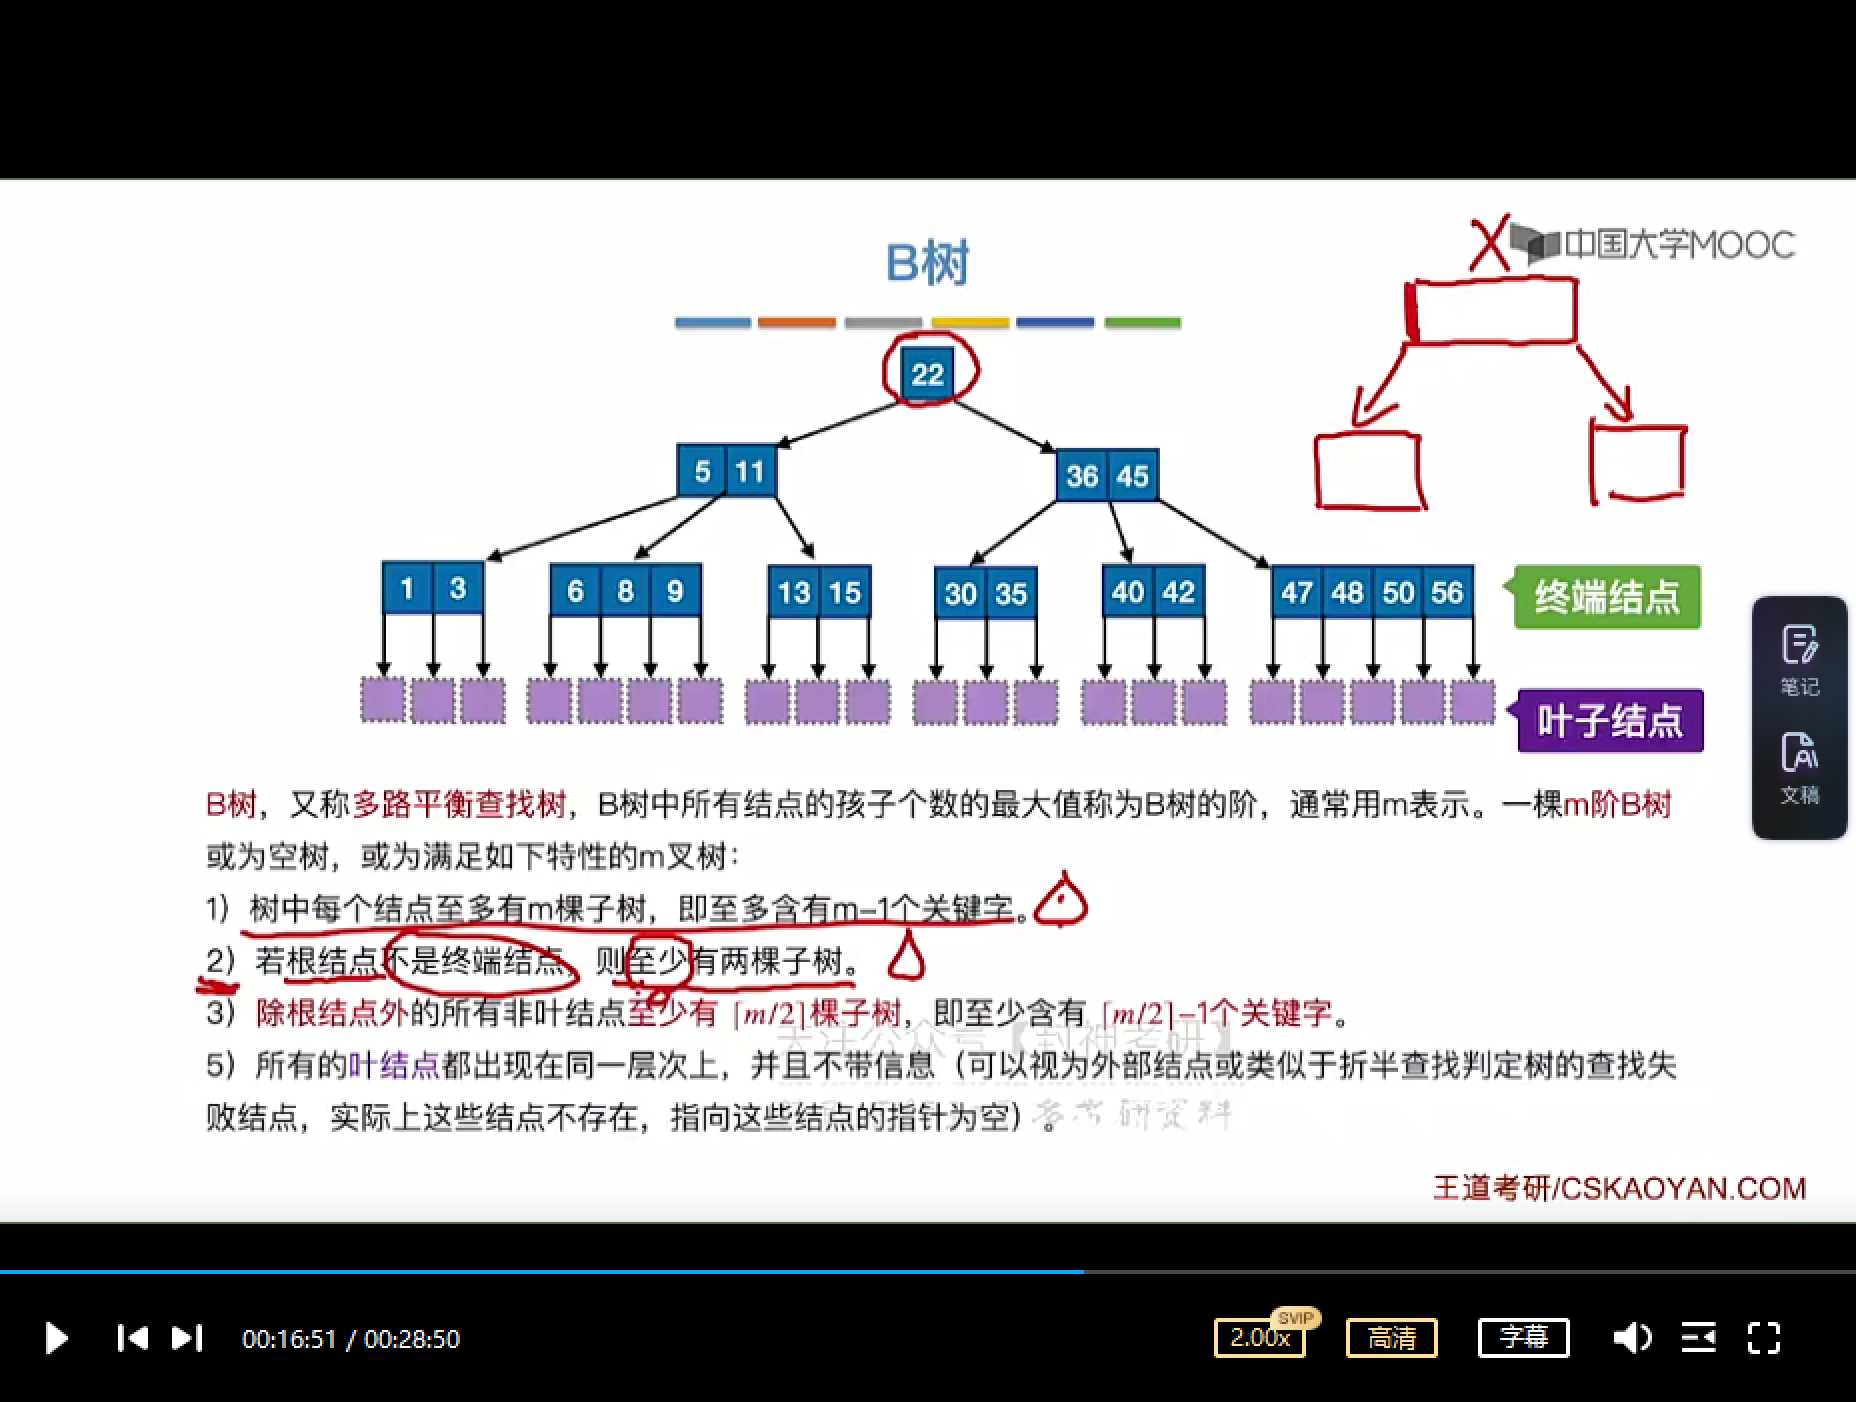 B树
中国大学MOOC
22
5 11
36 45
1 3
6 8 9
13 15
30 35
40 42
47 48 50 56
终端结点
叶子结点
笔记
文稿
B树，又称多路平衡查找树，B树中所有结点的孩子个数的最大值称为B树的阶，通常用m表示。一棵m阶B树
或为空树，或为满足如下特性的m叉树：
1）树中每个结点至多有m棵子树，即至多含有m-1个关键字。
2）若根结点不是终端结点，则至少有两棵子树。
3）除根结点外的所有非叶结点至少有 ⌈m/2⌉棵子树，即至少含有 ⌈m/2⌉-1个关键字。
5）所有的叶结点都出现在同一层次上，并且不带信息（可以视为外部结点或类似于折半查找判定树的查找失
败结点，实际上这些结点不存在，指向这些结点的指针为空）。
王道考研/CSKAOYAN.COM
00:16:51 / 00:28:50
SVIP
2.00x
高清
字幕